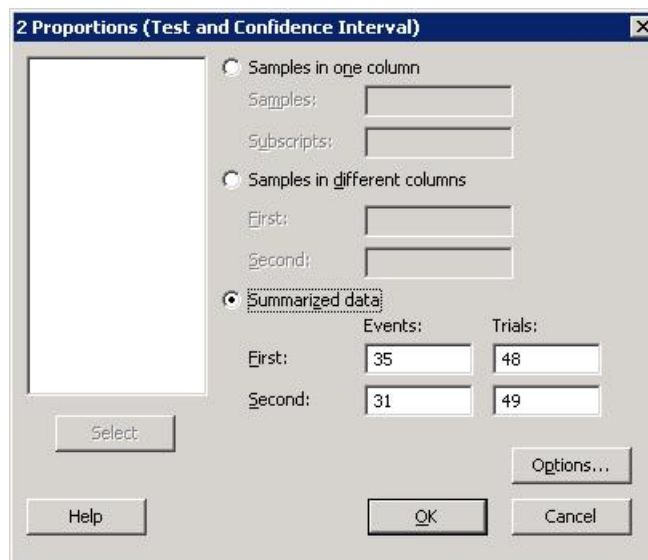 2 Proportions (Test and Confidence Interval)
Samples in one column
Samples:
Subscripts:
Samples in different columns
First:
Second:
Summarized data
Events: Trials:
First: 35 48
Second: 31 49
Select
Options...
Help OK Cancel